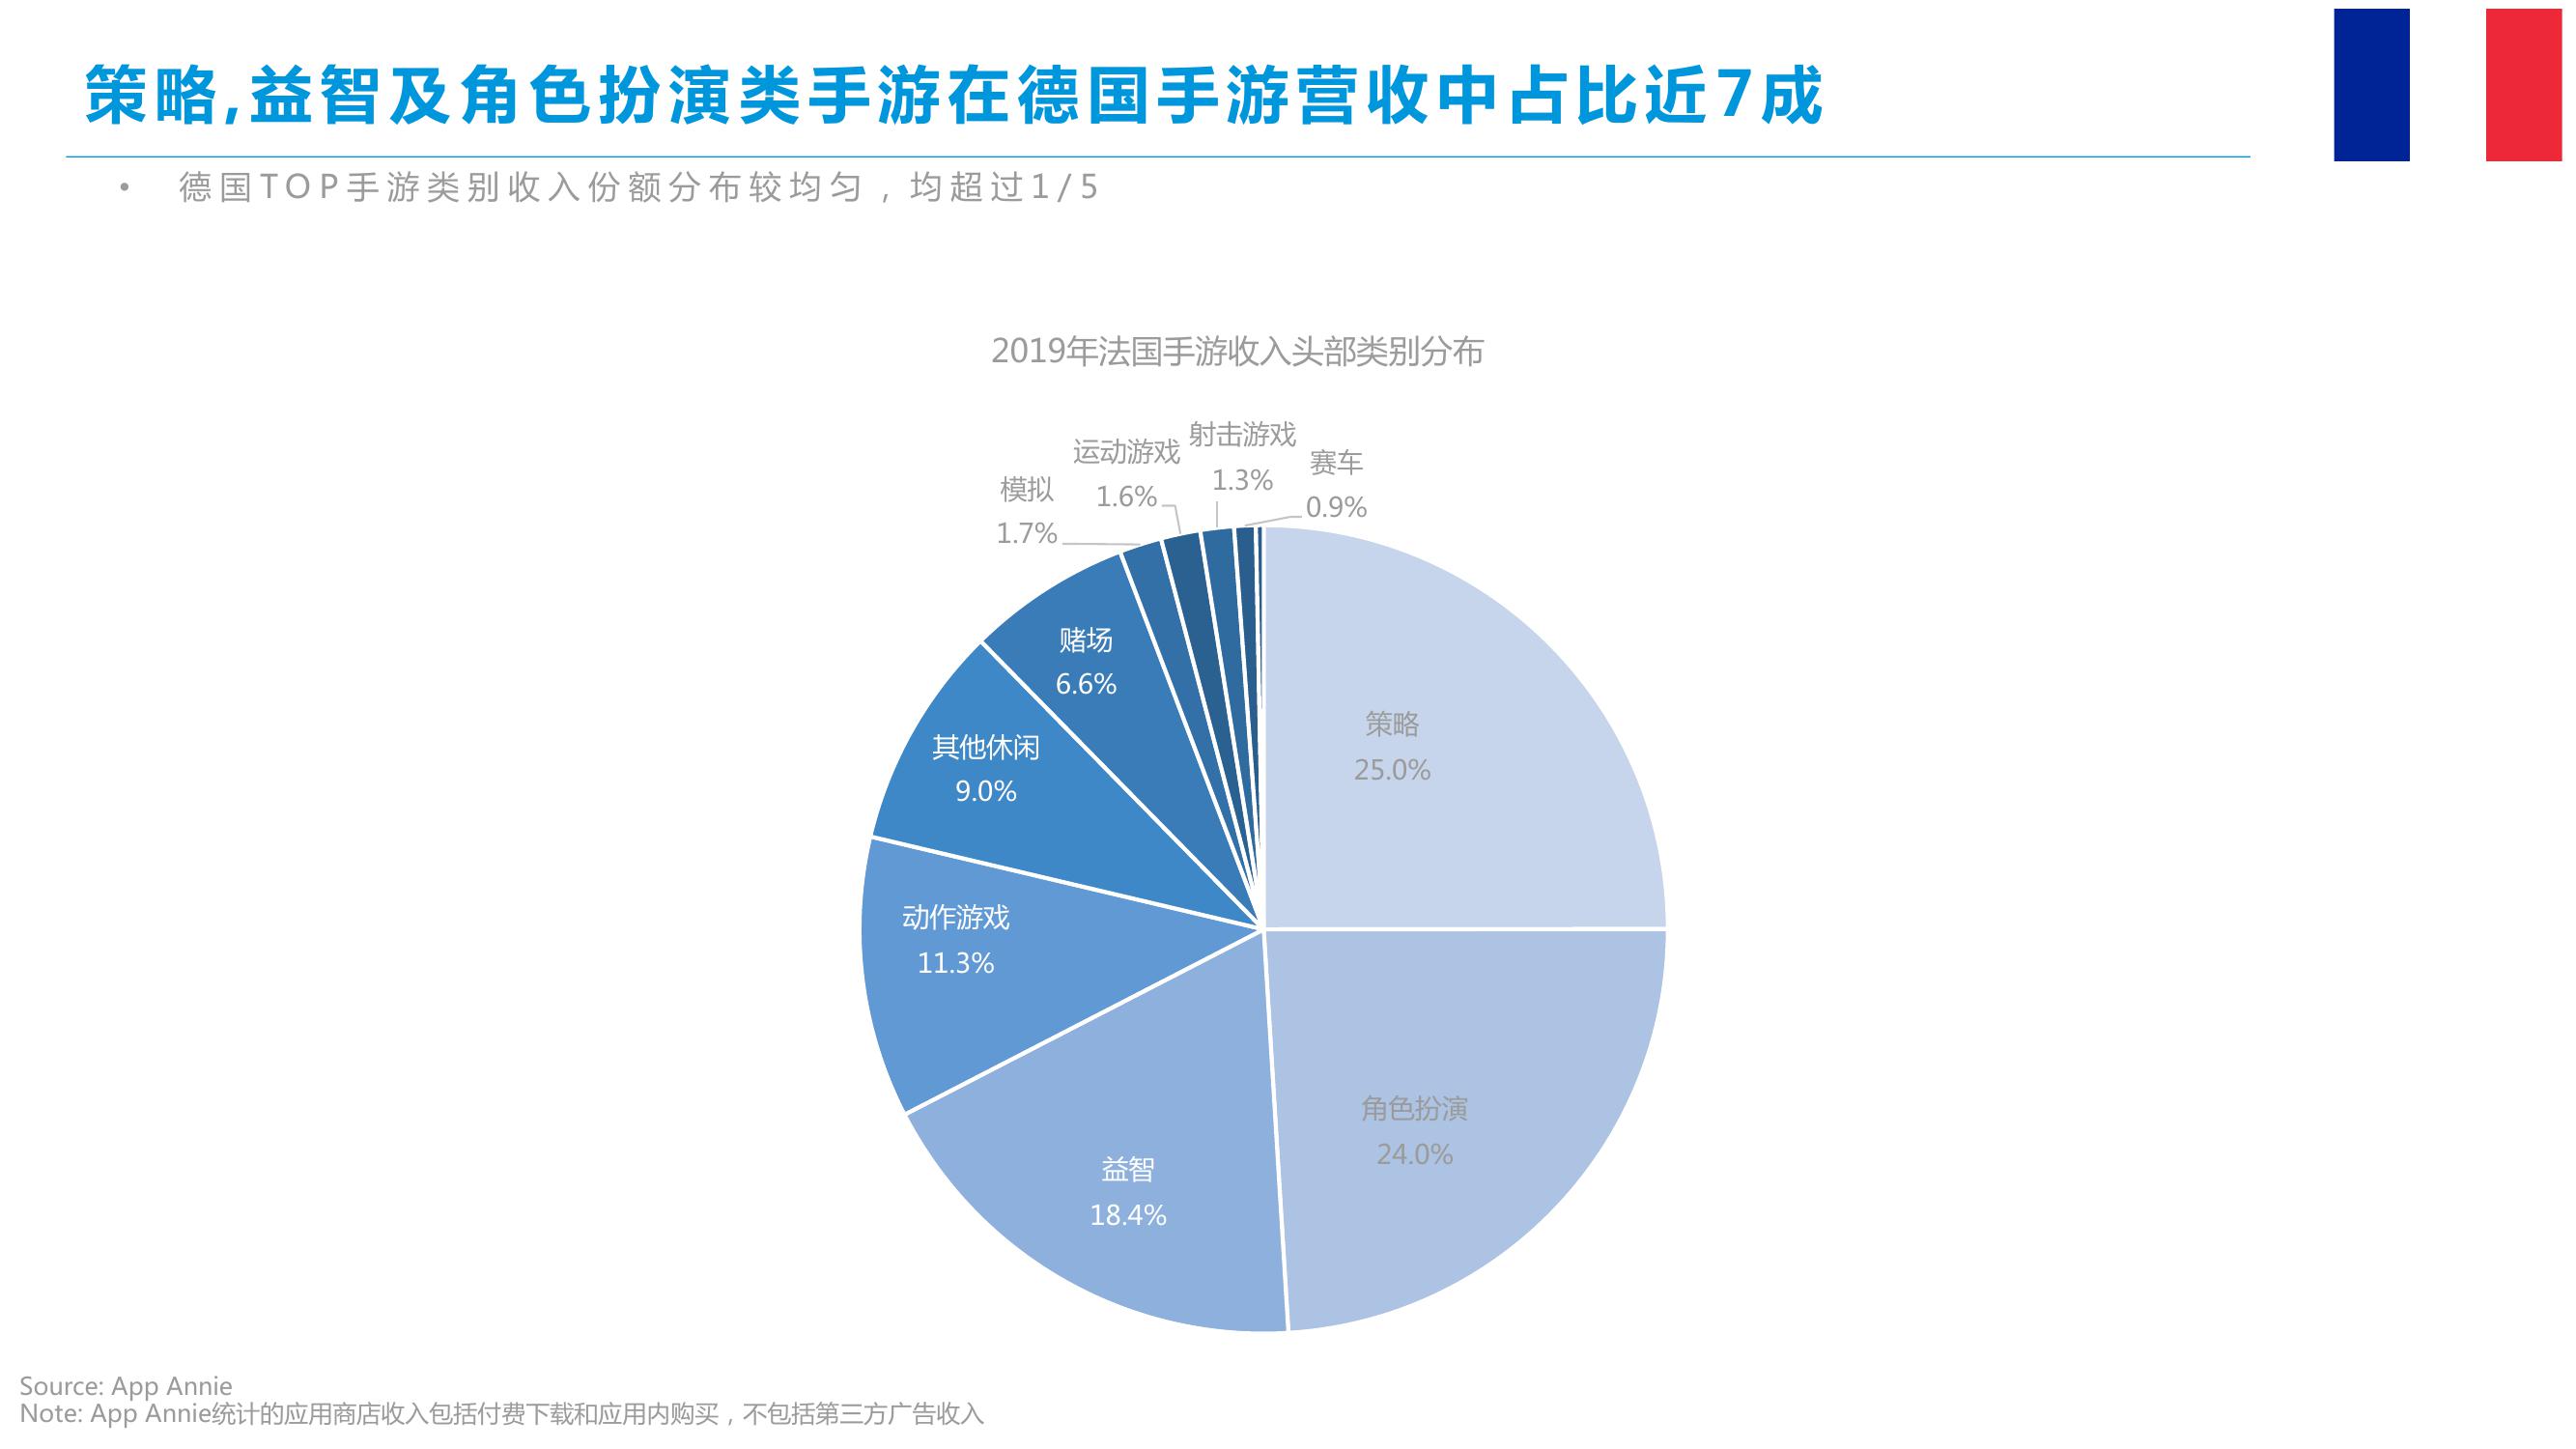 策略,益智及角色扮演类手游在德国手游营收中占比近7成
• 德国TOP手游类别收入份额分布较均匀，均超过1/5
2019年法国手游收入头部类别分布
射击游戏
1.3%
运动游戏
1.6%
赛车
0.9%
模拟
1.7%
赌场
6.6%
其他休闲
9.0%
动作游戏
11.3%
策略
25.0%
角色扮演
24.0%
益智
18.4%
Source: App Annie
Note: App Annie统计的应用商店收入包括付费下载和应用内购买，不包括第三方广告收入